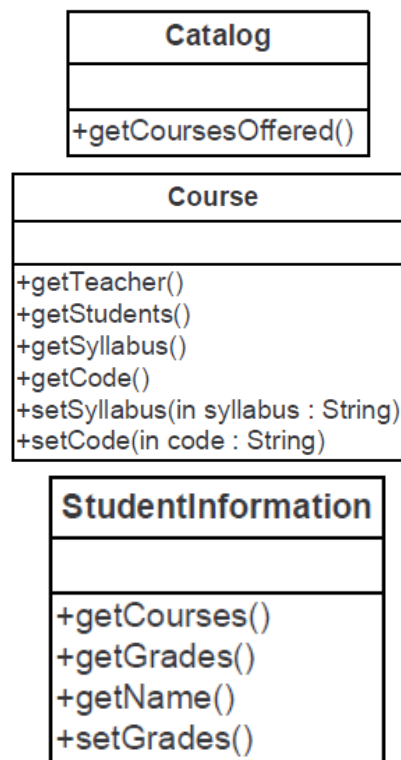 Catalog
+getCoursesOffered()
Course
+getTeacher()
+getStudents()
+getSyllabus()
+getCode()
+setSyllabus(in syllabus : String)
+setCode(in code : String)
StudentInformation
+getCourses()
+getGrades()
+getName()
+setGrades()